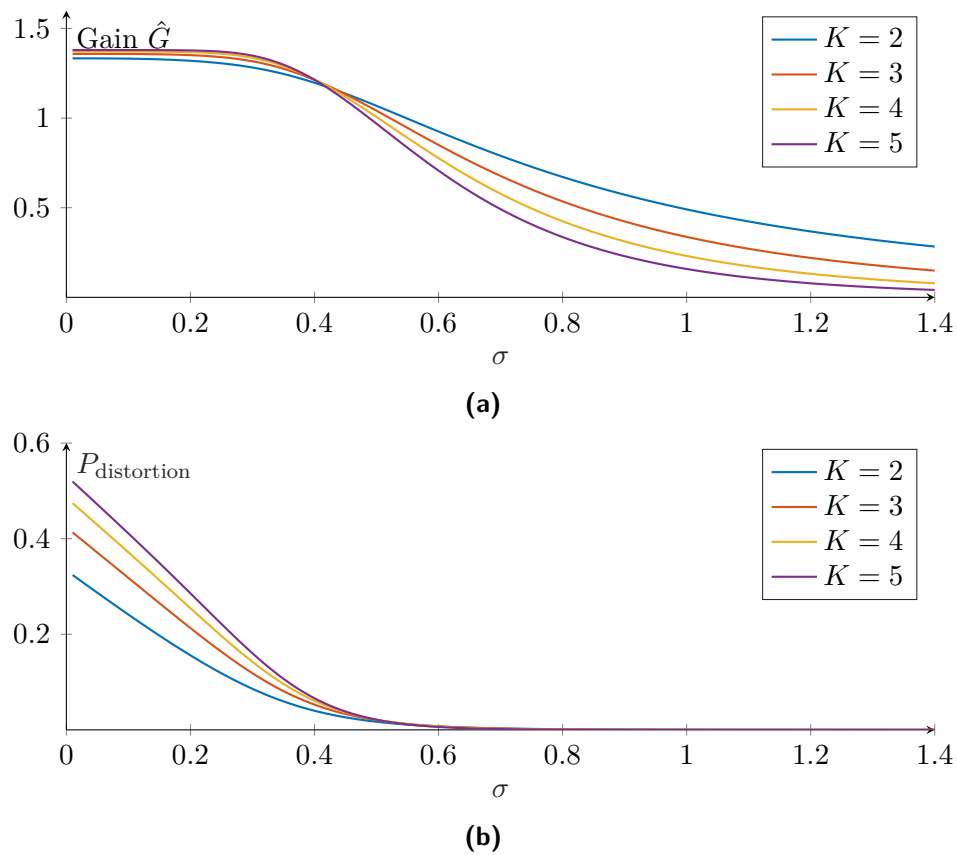 1.5
Gain $\hat{G}$
K = 2
K = 3
K = 4
K = 5
1
0.5
0 0.2 0.4 0.6 0.8 1 1.2 1.4
σ
(a)
0.6
P_distortion
K = 2
K = 3
K = 4
K = 5
0.4
0.2
0 0.2 0.4 0.6 0.8 1 1.2 1.4
σ
(b)